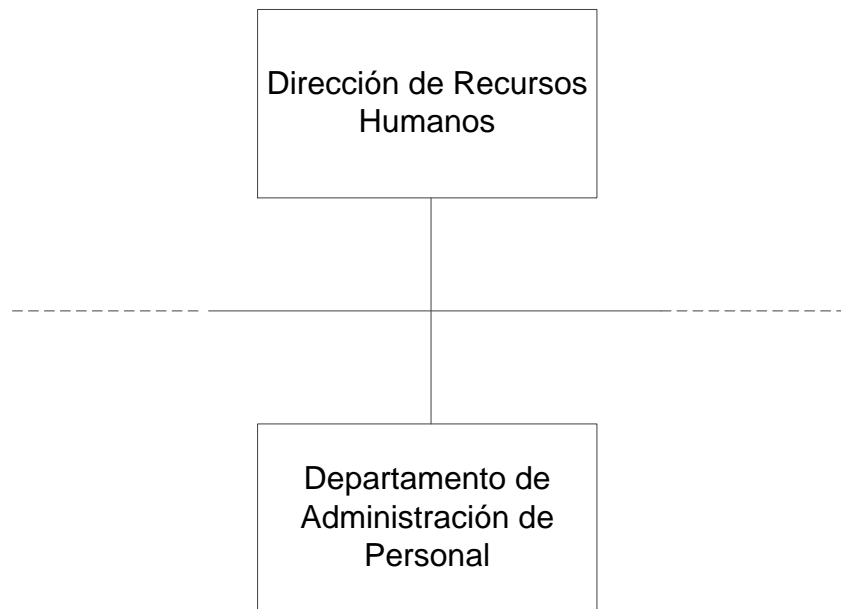 Dirección de Recursos
Humanos
Departamento de
Administración de
Personal